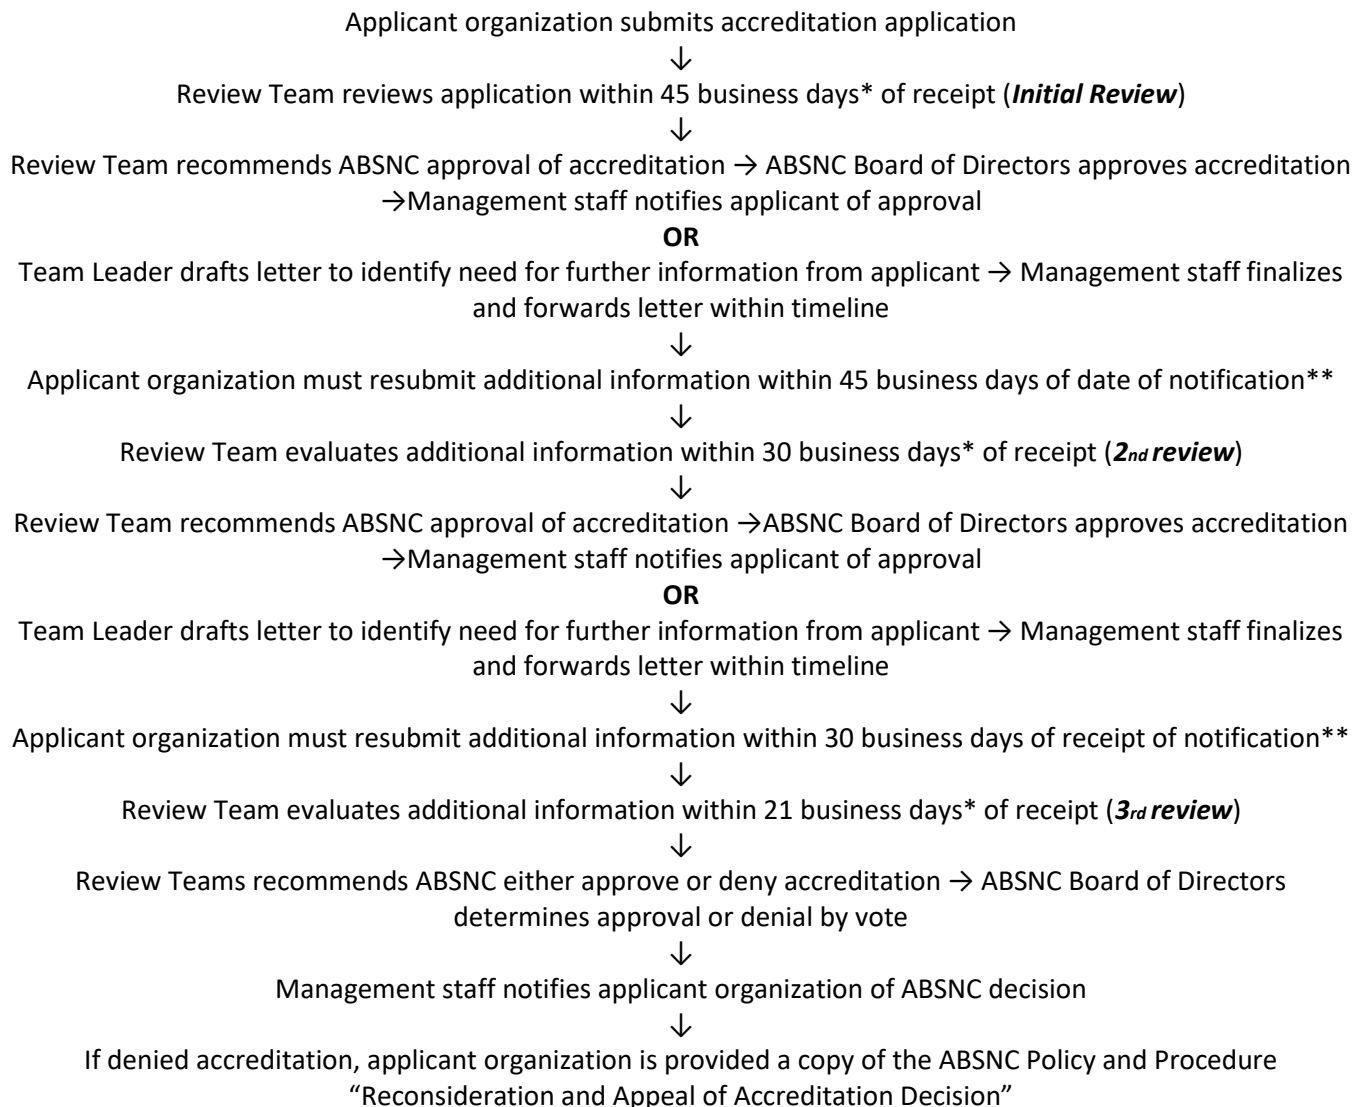 Applicant organization submits accreditation application
↓
Review Team reviews application within 45 business days* of receipt (Initial Review)
↓
Review Team recommends ABSNC approval of accreditation → ABSNC Board of Directors approves accreditation
→Management staff notifies applicant of approval
OR
Team Leader drafts letter to identify need for further information from applicant → Management staff finalizes
and forwards letter within timeline
↓
Applicant organization must resubmit additional information within 45 business days of date of notification**
↓
Review Team evaluates additional information within 30 business days* of receipt (2nd review)
↓
Review Team recommends ABSNC approval of accreditation →ABSNC Board of Directors approves accreditation
→Management staff notifies applicant of approval
OR
Team Leader drafts letter to identify need for further information from applicant → Management staff finalizes
and forwards letter within timeline
↓
Applicant organization must resubmit additional information within 30 business days of receipt of notification**
↓
Review Team evaluates additional information within 21 business days* of receipt (3rd review)
↓
Review Teams recommends ABSNC either approve or deny accreditation → ABSNC Board of Directors
determines approval or denial by vote
↓
Management staff notifies applicant organization of ABSNC decision
↓
If denied accreditation, applicant organization is provided a copy of the ABSNC Policy and Procedure
“Reconsideration and Appeal of Accreditation Decision”